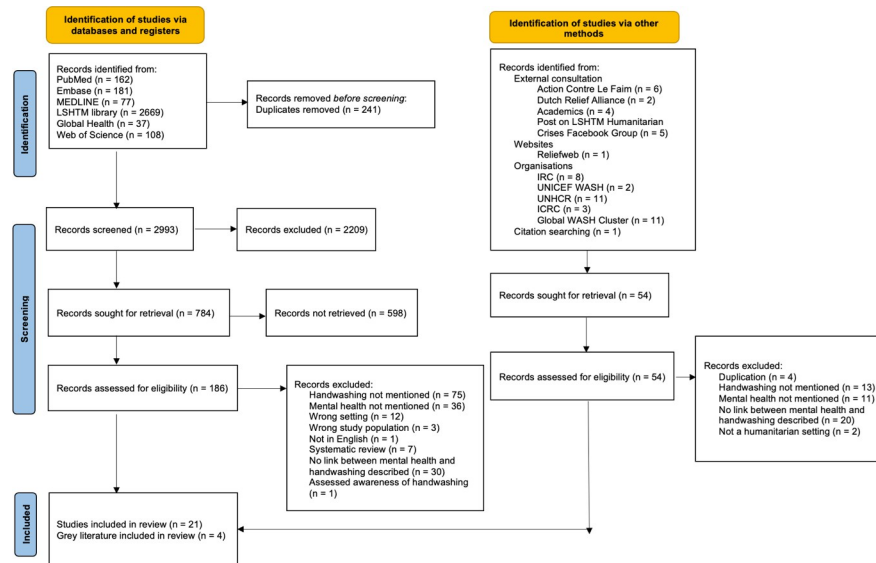 Identification of studies via
databases and registers
Identification of studies via other
methods
Identification
Records identified from:
PubMed (n = 162)
Embase (n = 181)
MEDLINE (n = 77)
LSHTM library (n = 2669)
Global Health (n = 37)
Web of Science (n = 108)
Records removed before screening:
Duplicates removed (n = 241)
Records identified from:
External consultation
Action Contre Le Faim (n = 6)
Dutch Relief Alliance (n = 2)
Academics (n = 4)
Post on LSHTM Humanitarian
Crises Facebook Group (n = 5)
Websites
Reliefweb (n = 1)
Organisations
IRC (n = 8)
UNICEF WASH (n = 2)
UNHCR (n = 11)
ICRC (n = 3)
Global WASH Cluster (n = 11)
Citation searching (n = 1)
Screening
Records screened (n = 2993)
Records excluded (n = 2209)
Records sought for retrieval (n = 784)
Records not retrieved (n = 598)
Records sought for retrieval (n = 54)
Records assessed for eligibility (n = 186)
Records excluded:
Handwashing not mentioned (n = 75)
Mental health not mentioned (n = 36)
Wrong setting (n = 12)
Wrong study population (n = 3)
Not in English (n = 1)
Systematic review (n = 7)
No link between mental health and
handwashing described (n = 30)
Assessed awareness of handwashing
(n = 1)
Records assessed for eligibility (n = 54)
Records excluded:
Duplication (n = 4)
Handwashing not mentioned (n = 13)
Mental health not mentioned (n = 11)
No link between mental health and
handwashing described (n = 20)
Not a humanitarian setting (n = 2)
Included
Studies included in review (n = 21)
Grey literature included in review (n = 4)